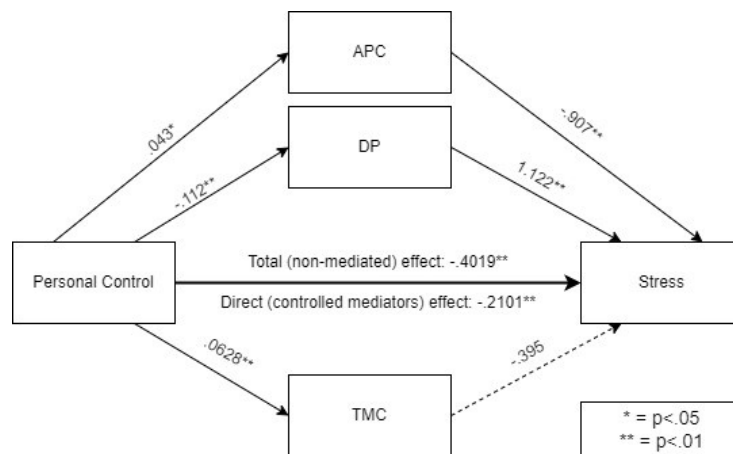 APC
.043*
-.907**
DP
-.112**
1.122**
Personal Control
Total (non-mediated) effect: -.4019**
Direct (controlled mediators) effect: -.2101**
Stress
.0628**
-.395
TMC
* = p<.05
** = p<.01